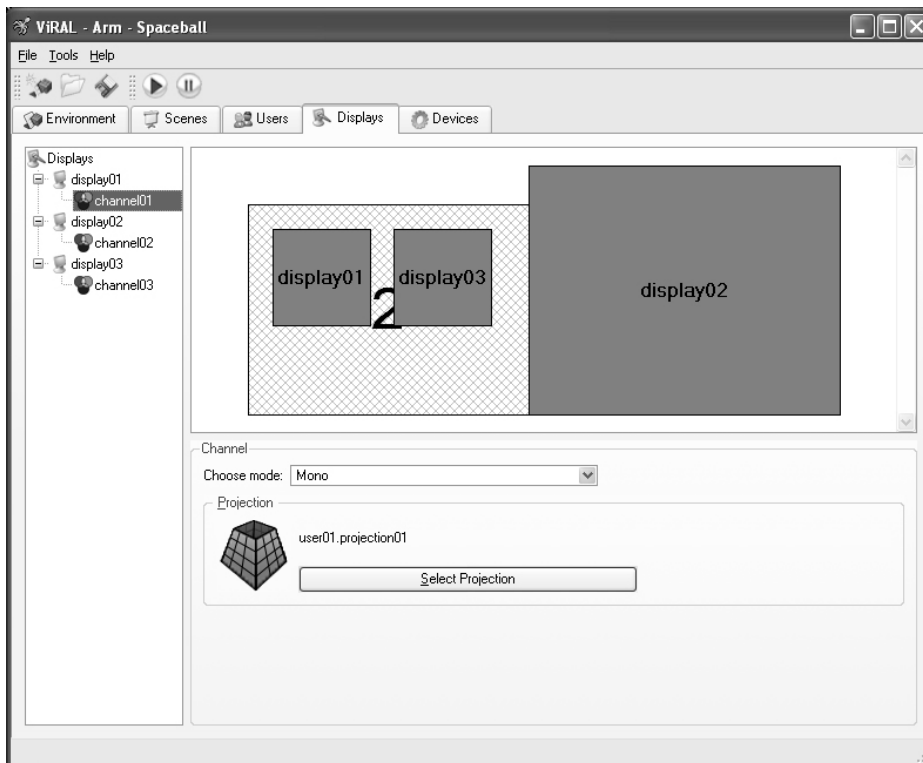 ViRAL - Arm - Spaceball
File Tools Help
Environment Scenes Users Displays Devices
Displays
display01
channel01
display02
channel02
display03
channel03
display01 display03 display02
2
Channel
Choose mode: Mono
Projection
user01.projection01
Select Projection